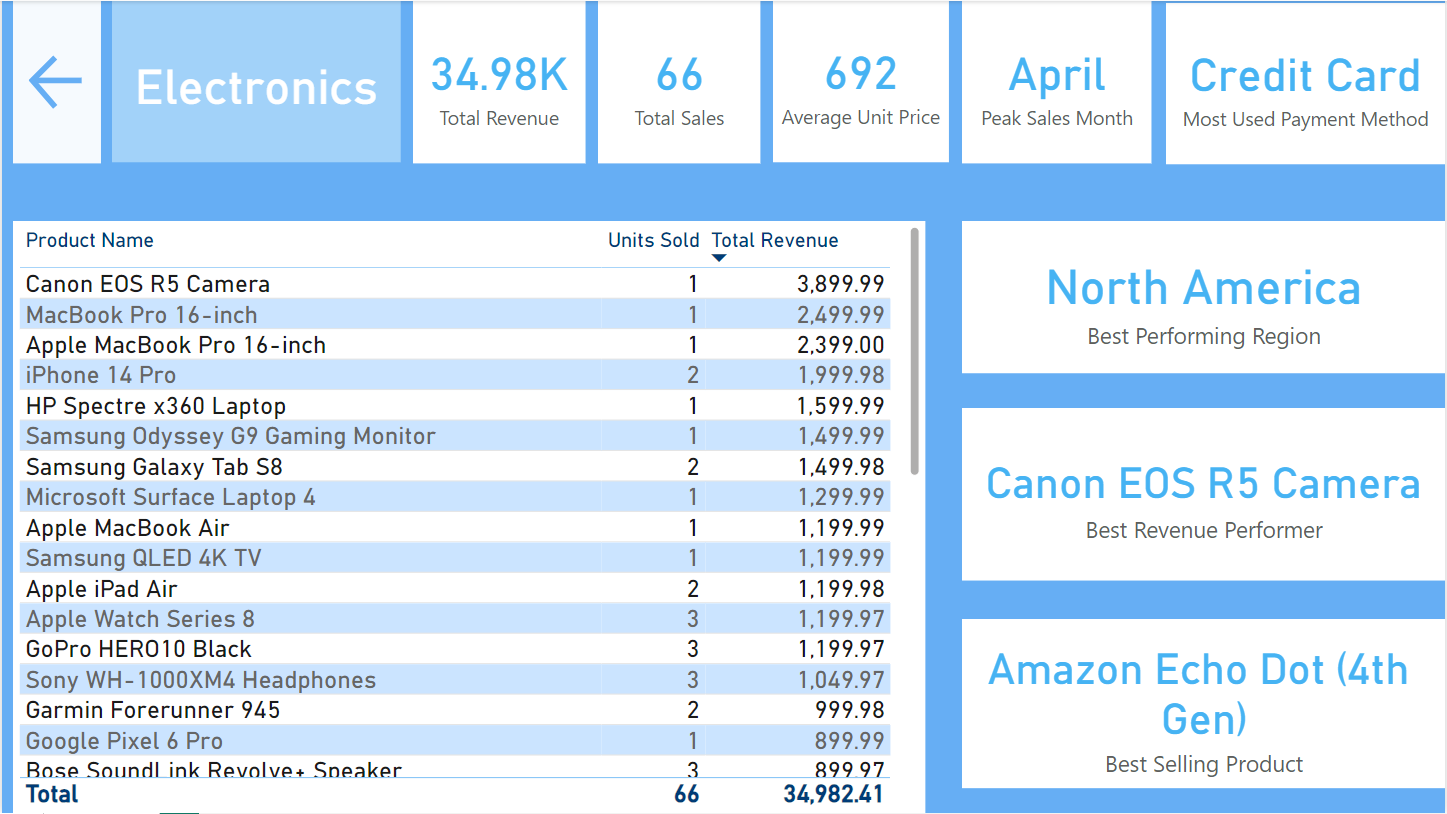 Electronics
34.98K
Total Revenue
66
Total Sales
692
Average Unit Price
April
Peak Sales Month
Credit Card
Most Used Payment Method
Product Name Units Sold Total Revenue
Canon EOS R5 Camera 1 3,899.99
MacBook Pro 16-inch 1 2,499.99
Apple MacBook Pro 16-inch 1 2,399.00
iPhone 14 Pro 2 1,999.98
HP Spectre x360 Laptop 1 1,599.99
Samsung Odyssey G9 Gaming Monitor 1 1,499.99
Samsung Galaxy Tab S8 2 1,499.98
Microsoft Surface Laptop 4 1 1,299.99
Apple MacBook Air 1 1,199.99
Samsung QLED 4K TV 1 1,199.99
Apple iPad Air 2 1,199.98
Apple Watch Series 8 3 1,199.97
GoPro HERO10 Black 3 1,199.97
Sony WH-1000XM4 Headphones 3 1,049.97
Garmin Forerunner 945 2 999.98
Google Pixel 6 Pro 1 899.99
Bose SoundLink Revolve+ Speaker 3 899.97
Total 66 34,982.41
North America
Best Performing Region
Canon EOS R5 Camera
Best Revenue Performer
Amazon Echo Dot (4th
Gen)
Best Selling Product